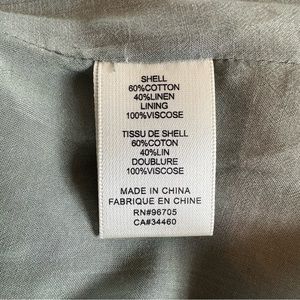 SHELL
60%COTTON
40%LINEN
LINING
100%VISCOSE
TISSU DE SHELL
60%COTON
40%LIN
DOUBLURE
100%VISCOSE
MADE IN CHINA
FABRIQUE EN CHINE
RN#96705
CA#34460